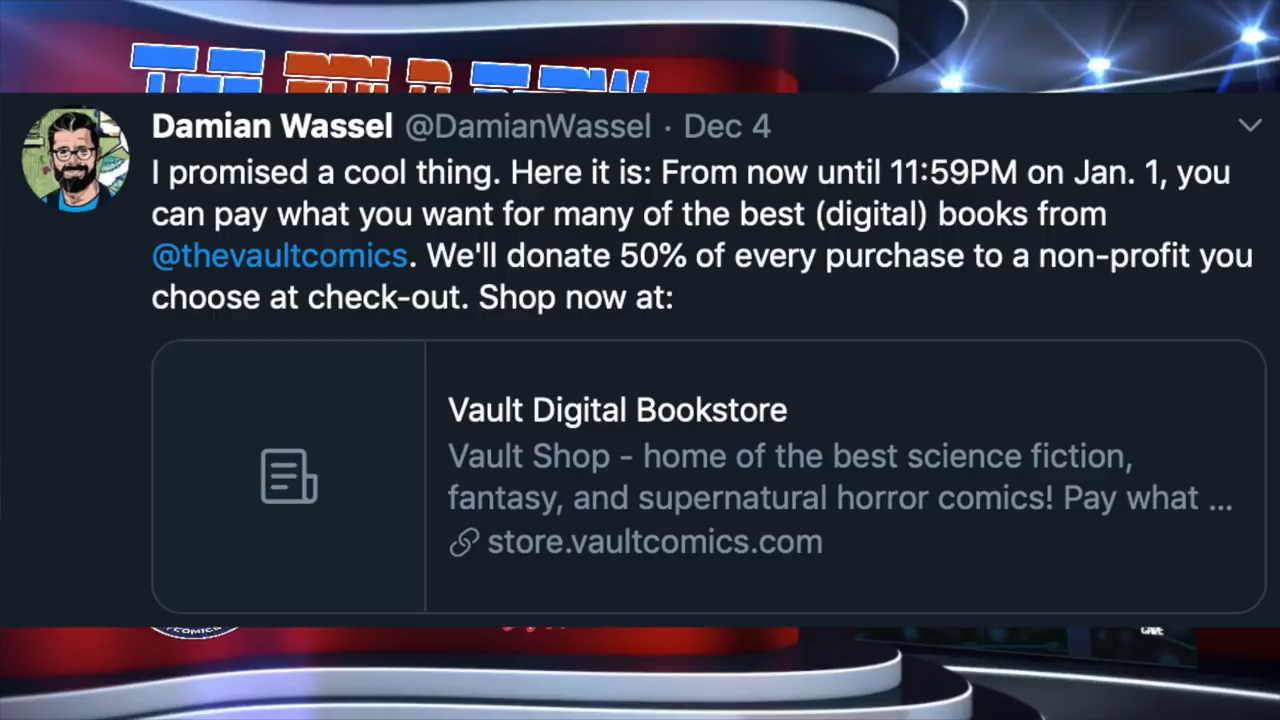 Damian Wassel @DamianWassel · Dec 4
I promised a cool thing. Here it is: From now until 11:59PM on Jan. 1, you
can pay what you want for many of the best (digital) books from
@thevaultcomics. We'll donate 50% of every purchase to a non-profit you
choose at check-out. Shop now at:
Vault Digital Bookstore
Vault Shop - home of the best science fiction,
fantasy, and supernatural horror comics! Pay what ...
store.vaultcomics.com
COMICS